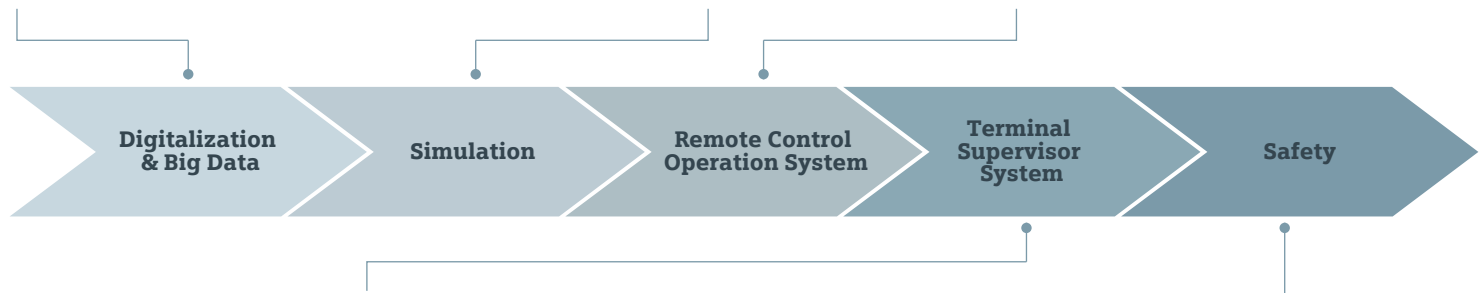 Digitalization
& Big Data
Simulation
Remote Control
Operation System
Terminal
Supervisor
System
Safety